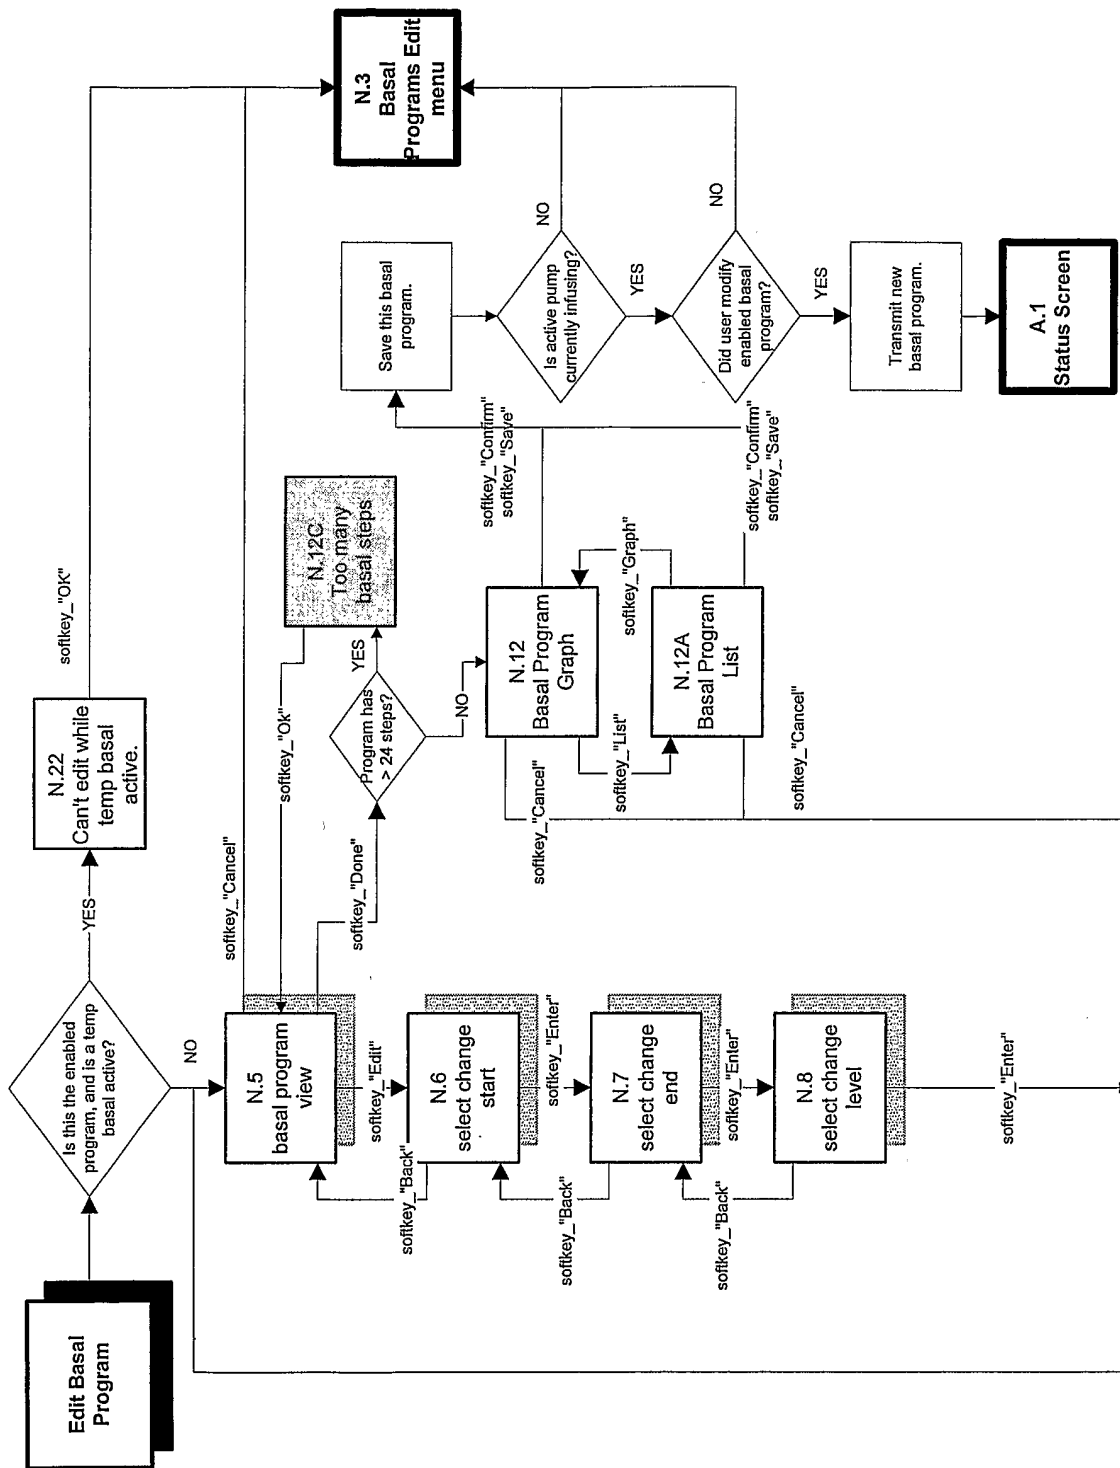 Edit Basal
Program
Is this the enabled
program, and is a temp
basal active?
YES
N.22
Can't edit while
temp basal
active.
softkey_"OK"
NO
softkey_"Cancel"
N.3
Basal
Programs Edit
menu
N.5
basal program
view
softkey_"Ok"
softkey_"Done"
N.12C
Too many
basal steps
Program has
> 24 steps?
YES
NO
softkey_"Edit"
softkey_"Back"
N.6
select change
start
softkey_"Enter"
softkey_"Back"
N.7
select change
end
softkey_"Enter"
softkey_"Back"
N.8
select change
level
softkey_"Enter"
N.12
Basal Program
Graph
softkey_"Cancel"
softkey_"List"
softkey_"Graph"
N.12A
Basal Program
List
softkey_"Cancel"
softkey_"Confirm"
softkey_"Save"
softkey_"Confirm"
softkey_"Save"
Save this basal
program.
Is active pump
currently infusing?
NO
YES
Did user modify
enabled basal
program?
NO
YES
Transmit new
basal program.
A.1
Status Screen